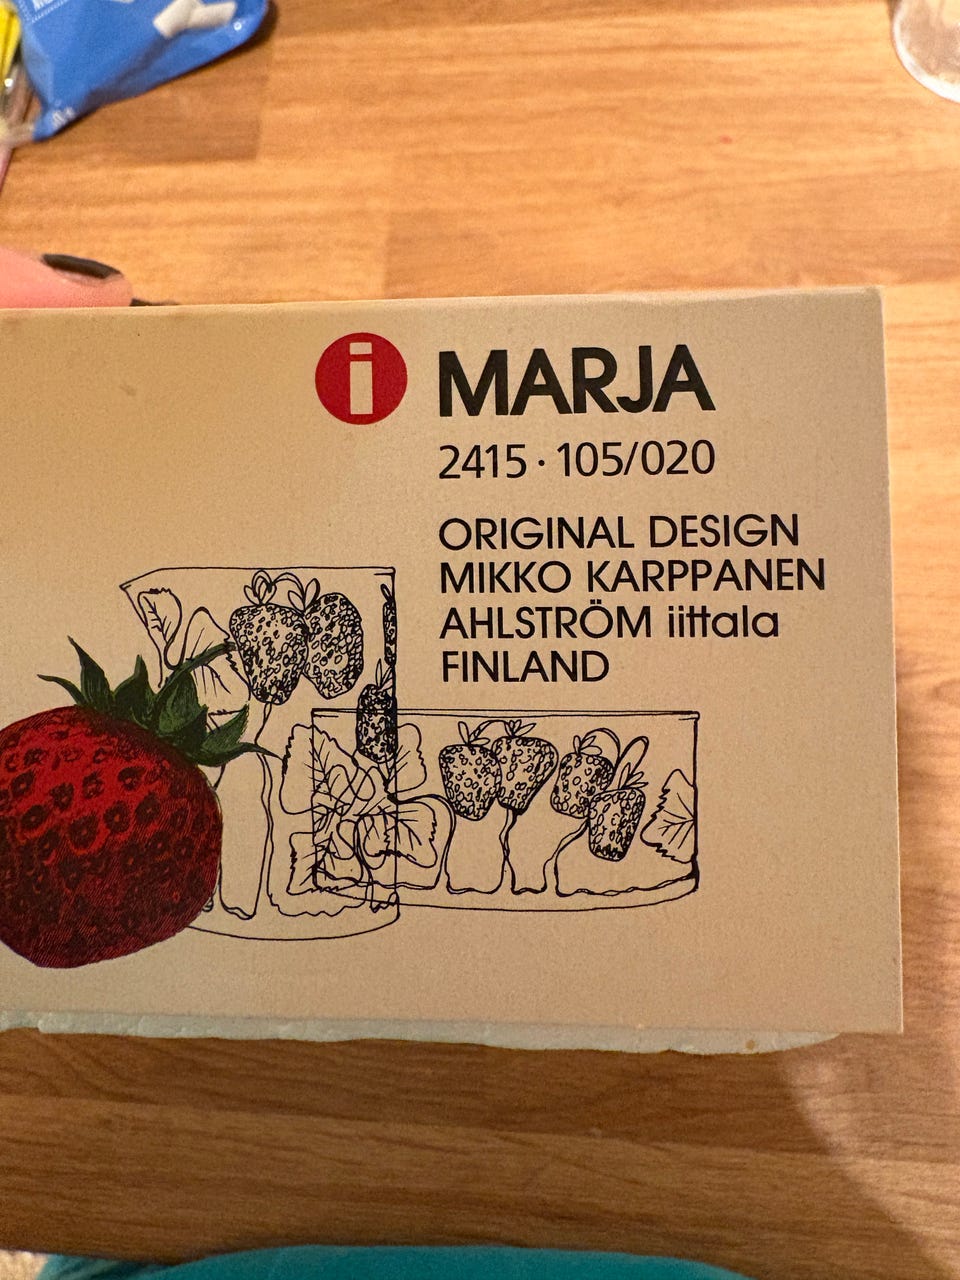 i MARJA
2415 · 105/020
ORIGINAL DESIGN
MIKKO KARPPANEN
AHLSTRÖM iittala
FINLAND